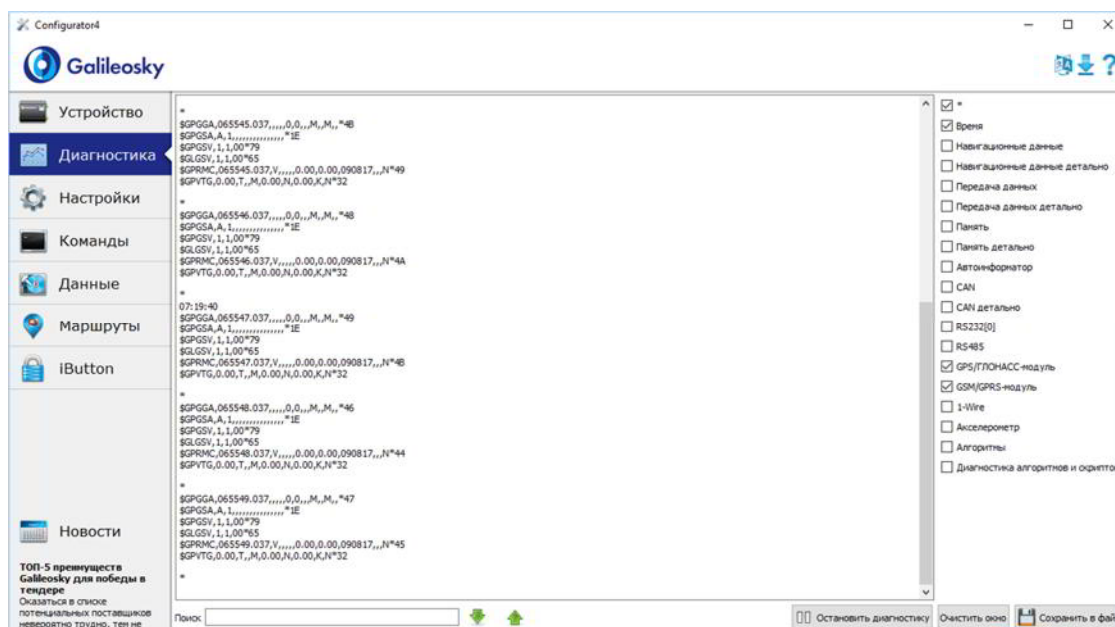 Configurator4
Galileosky
Устройство
Диагностика
Настройки
Команды
Данные
Маршруты
iButton
Новости
ТОП-5 преимуществ
Galileosky для победы в
тендере
Оказаться в списке
потенциальных поставщиков
невероятно трудно, тем не
*
$GPGGA,065545.037,,,,,0,0,,,M,,M,,*4B
$GPGSA,A,1,,,,,,,,,,,,,,,*1E
$GPGSV,1,1,00*79
$GLGSV,1,1,00*65
$GPRMC,065545.037,V,,,,,0.00,0.00,090817,,,N*49
$GPVTG,0.00,T,,M,0.00,N,0.00,K,N*32
*
$GPGGA,065546.037,,,,,0,0,,,M,,M,,*48
$GPGSA,A,1,,,,,,,,,,,,,,,*1E
$GPGSV,1,1,00*79
$GLGSV,1,1,00*65
$GPRMC,065546.037,V,,,,,0.00,0.00,090817,,,N*4A
$GPVTG,0.00,T,,M,0.00,N,0.00,K,N*32
*
07:19:40
$GPGGA,065547.037,,,,,0,0,,,M,,M,,*49
$GPGSA,A,1,,,,,,,,,,,,,,,*1E
$GPGSV,1,1,00*79
$GLGSV,1,1,00*65
$GPRMC,065547.037,V,,,,,0.00,0.00,090817,,,N*4B
$GPVTG,0.00,T,,M,0.00,N,0.00,K,N*32
*
$GPGGA,065548.037,,,,,0,0,,,M,,M,,*46
$GPGSA,A,1,,,,,,,,,,,,,,,*1E
$GPGSV,1,1,00*79
$GLGSV,1,1,00*65
$GPRMC,065548.037,V,,,,,0.00,0.00,090817,,,N*44
$GPVTG,0.00,T,,M,0.00,N,0.00,K,N*32
*
$GPGGA,065549.037,,,,,0,0,,,M,,M,,*47
$GPGSA,A,1,,,,,,,,,,,,,,,*1E
$GPGSV,1,1,00*79
$GLGSV,1,1,00*65
$GPRMC,065549.037,V,,,,,0.00,0.00,090817,,,N*45
$GPVTG,0.00,T,,M,0.00,N,0.00,K,N*32
*
*
Время
Навигационные данные
Навигационные данные детально
Передача данных
Передача данных детально
Память
Память детально
Автоинформатор
CAN
CAN детально
RS232[0]
RS485
GPS/ГЛОНАСС-модуль
GSM/GPRS-модуль
1-Wire
Акселерометр
Алгоритмы
Диагностика алгоритмов и скрипто
Поиск
Остановить диагностику
Очистить окно
Сохранить в фай